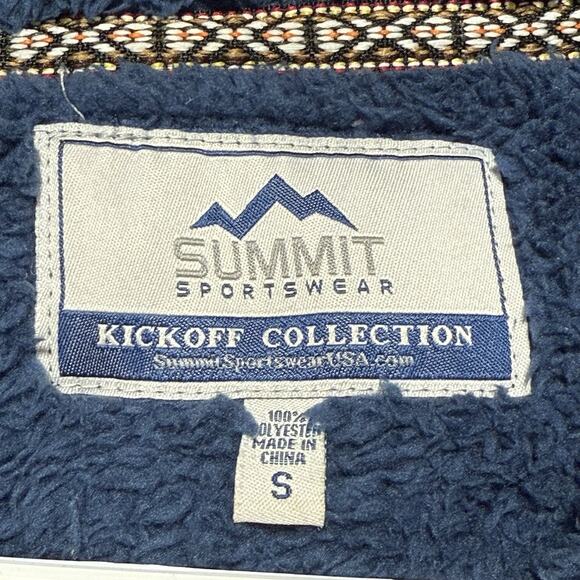 SUMMIT
SPORTSWEAR
KICKOFF COLLECTION
SummitSportswearUSA.com
100%
POLYESTER
MADE IN
CHINA
S